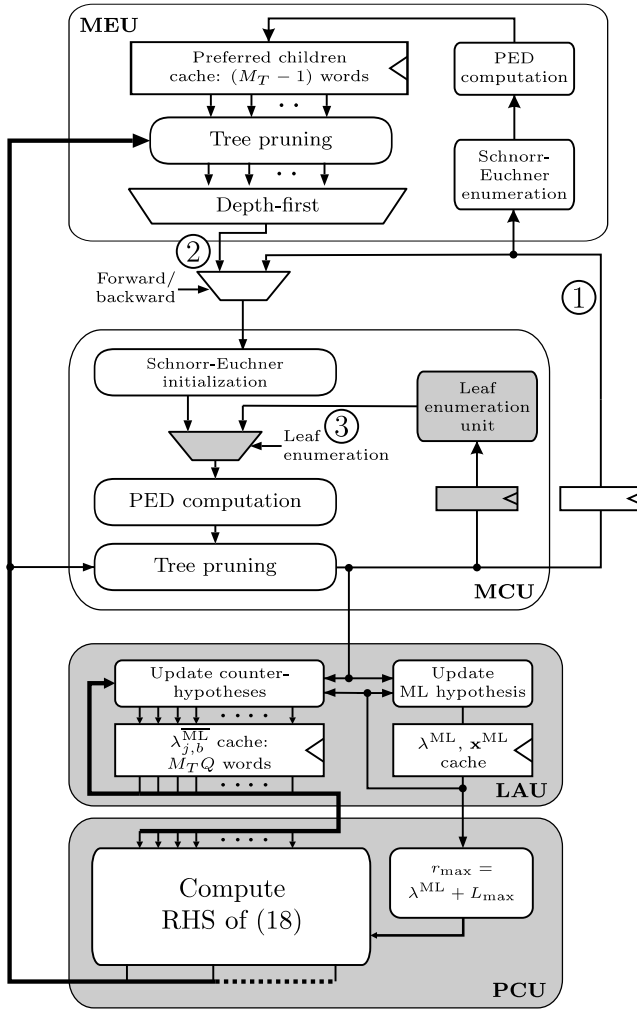 MEU
Preferred children
cache: (M_T − 1) words
PED
computation
Tree pruning
Schnorr-
Euchner
enumeration
Depth-first
②
Forward/
backward
①
Schnorr-Euchner
initialization
Leaf
enumeration
unit
③
Leaf
enumeration
PED computation
Tree pruning
MCU
Update counter-
hypotheses
Update
ML hypothesis
λ_{j,b}^{\overline{ML}} cache:
M_T Q words
λ^{ML}, x^{ML}
cache
LAU
Compute
RHS of (18)
r_max =
λ^{ML} + L_max
PCU